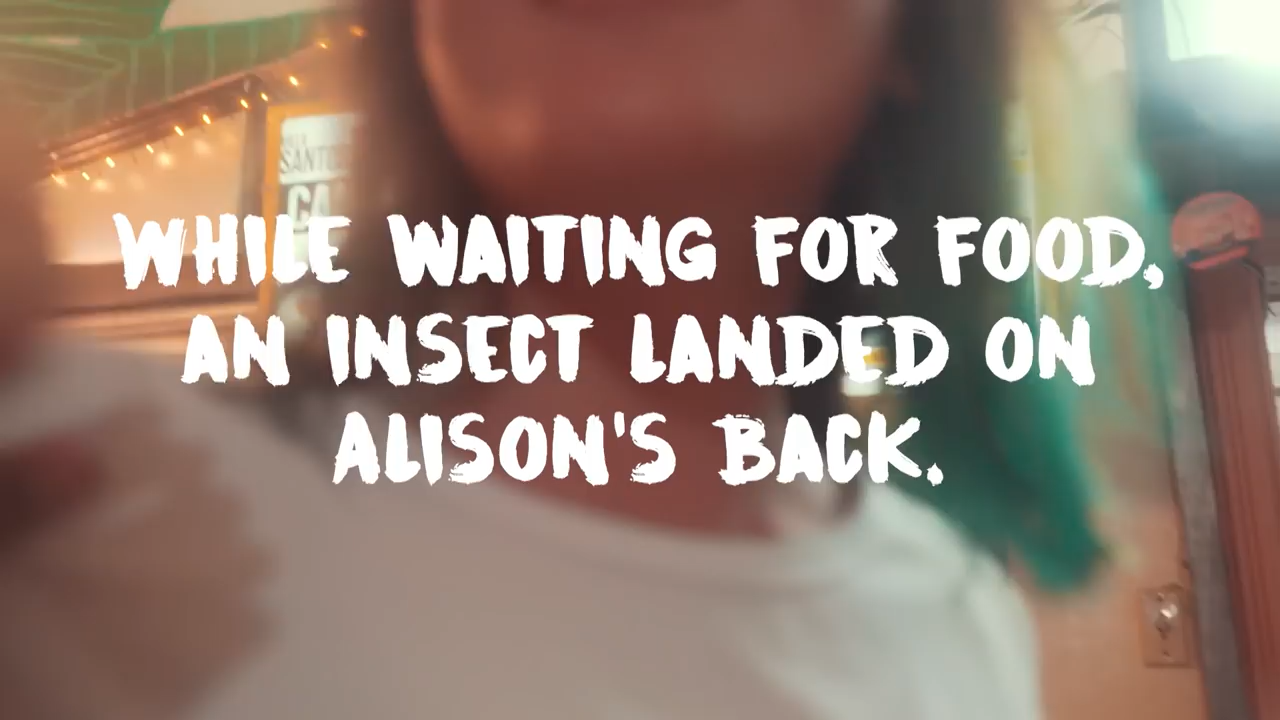 WHILE WAITING FOR FOOD,
AN INSECT LANDED ON
ALISON'S BACK.